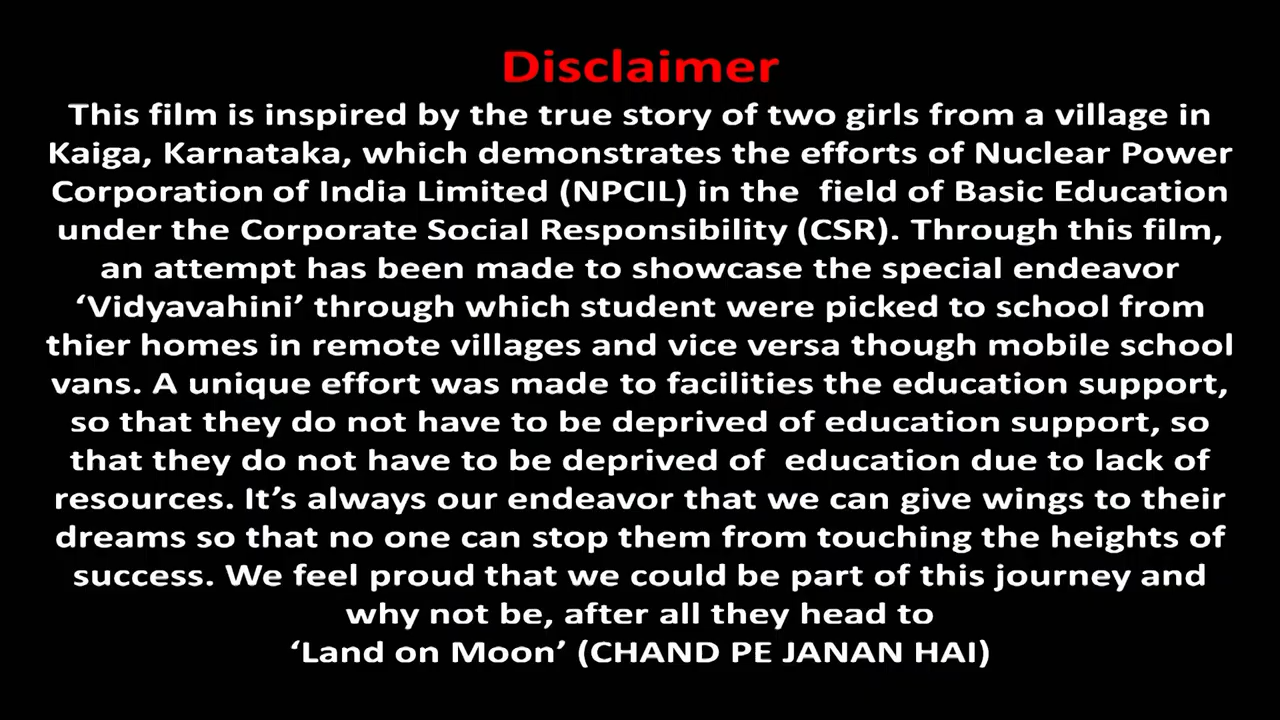 Disclaimer
This film is inspired by the true story of two girls from a village in
Kaiga, Karnataka, which demonstrates the efforts of Nuclear Power
Corporation of India Limited (NPCIL) in the field of Basic Education
under the Corporate Social Responsibility (CSR). Through this film,
an attempt has been made to showcase the special endeavor
‘Vidyavahini’ through which student were picked to school from
thier homes in remote villages and vice versa though mobile school
vans. A unique effort was made to facilities the education support,
so that they do not have to be deprived of education support, so
that they do not have to be deprived of education due to lack of
resources. It’s always our endeavor that we can give wings to their
dreams so that no one can stop them from touching the heights of
success. We feel proud that we could be part of this journey and
why not be, after all they head to
‘Land on Moon’ (CHAND PE JANAN HAI)